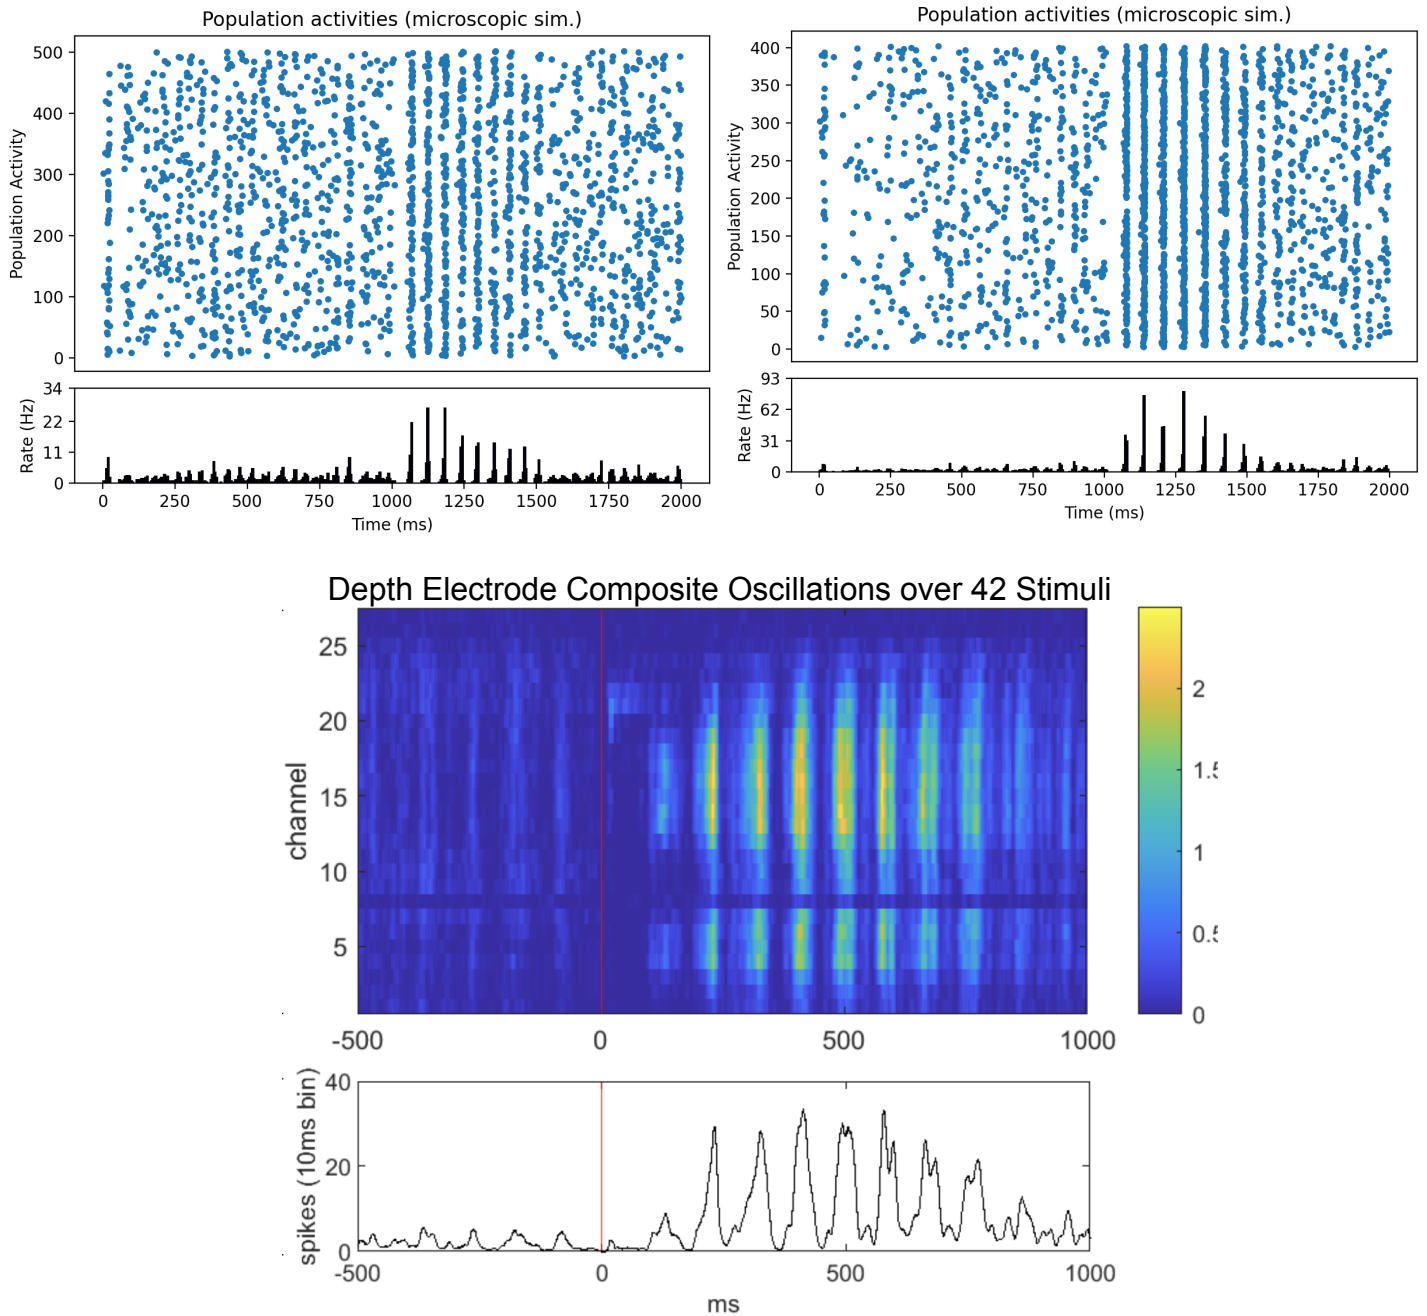 Population activities (microscopic sim.)
Population Activity
500
400
300
200
100
0
Rate (Hz)
34
22
11
0
0 250 500 750 1000 1250 1500 1750 2000
Time (ms)
Population activities (microscopic sim.)
Population Activity
400
350
300
250
200
150
100
50
0
Rate (Hz)
93
62
31
0
0 250 500 750 1000 1250 1500 1750 2000
Time (ms)
Depth Electrode Composite Oscillations over 42 Stimuli
channel
25
20
15
10
5
-500 0 500 1000
2
1
0
spikes (10ms bin)
40
20
0
-500 0 500 1000
ms